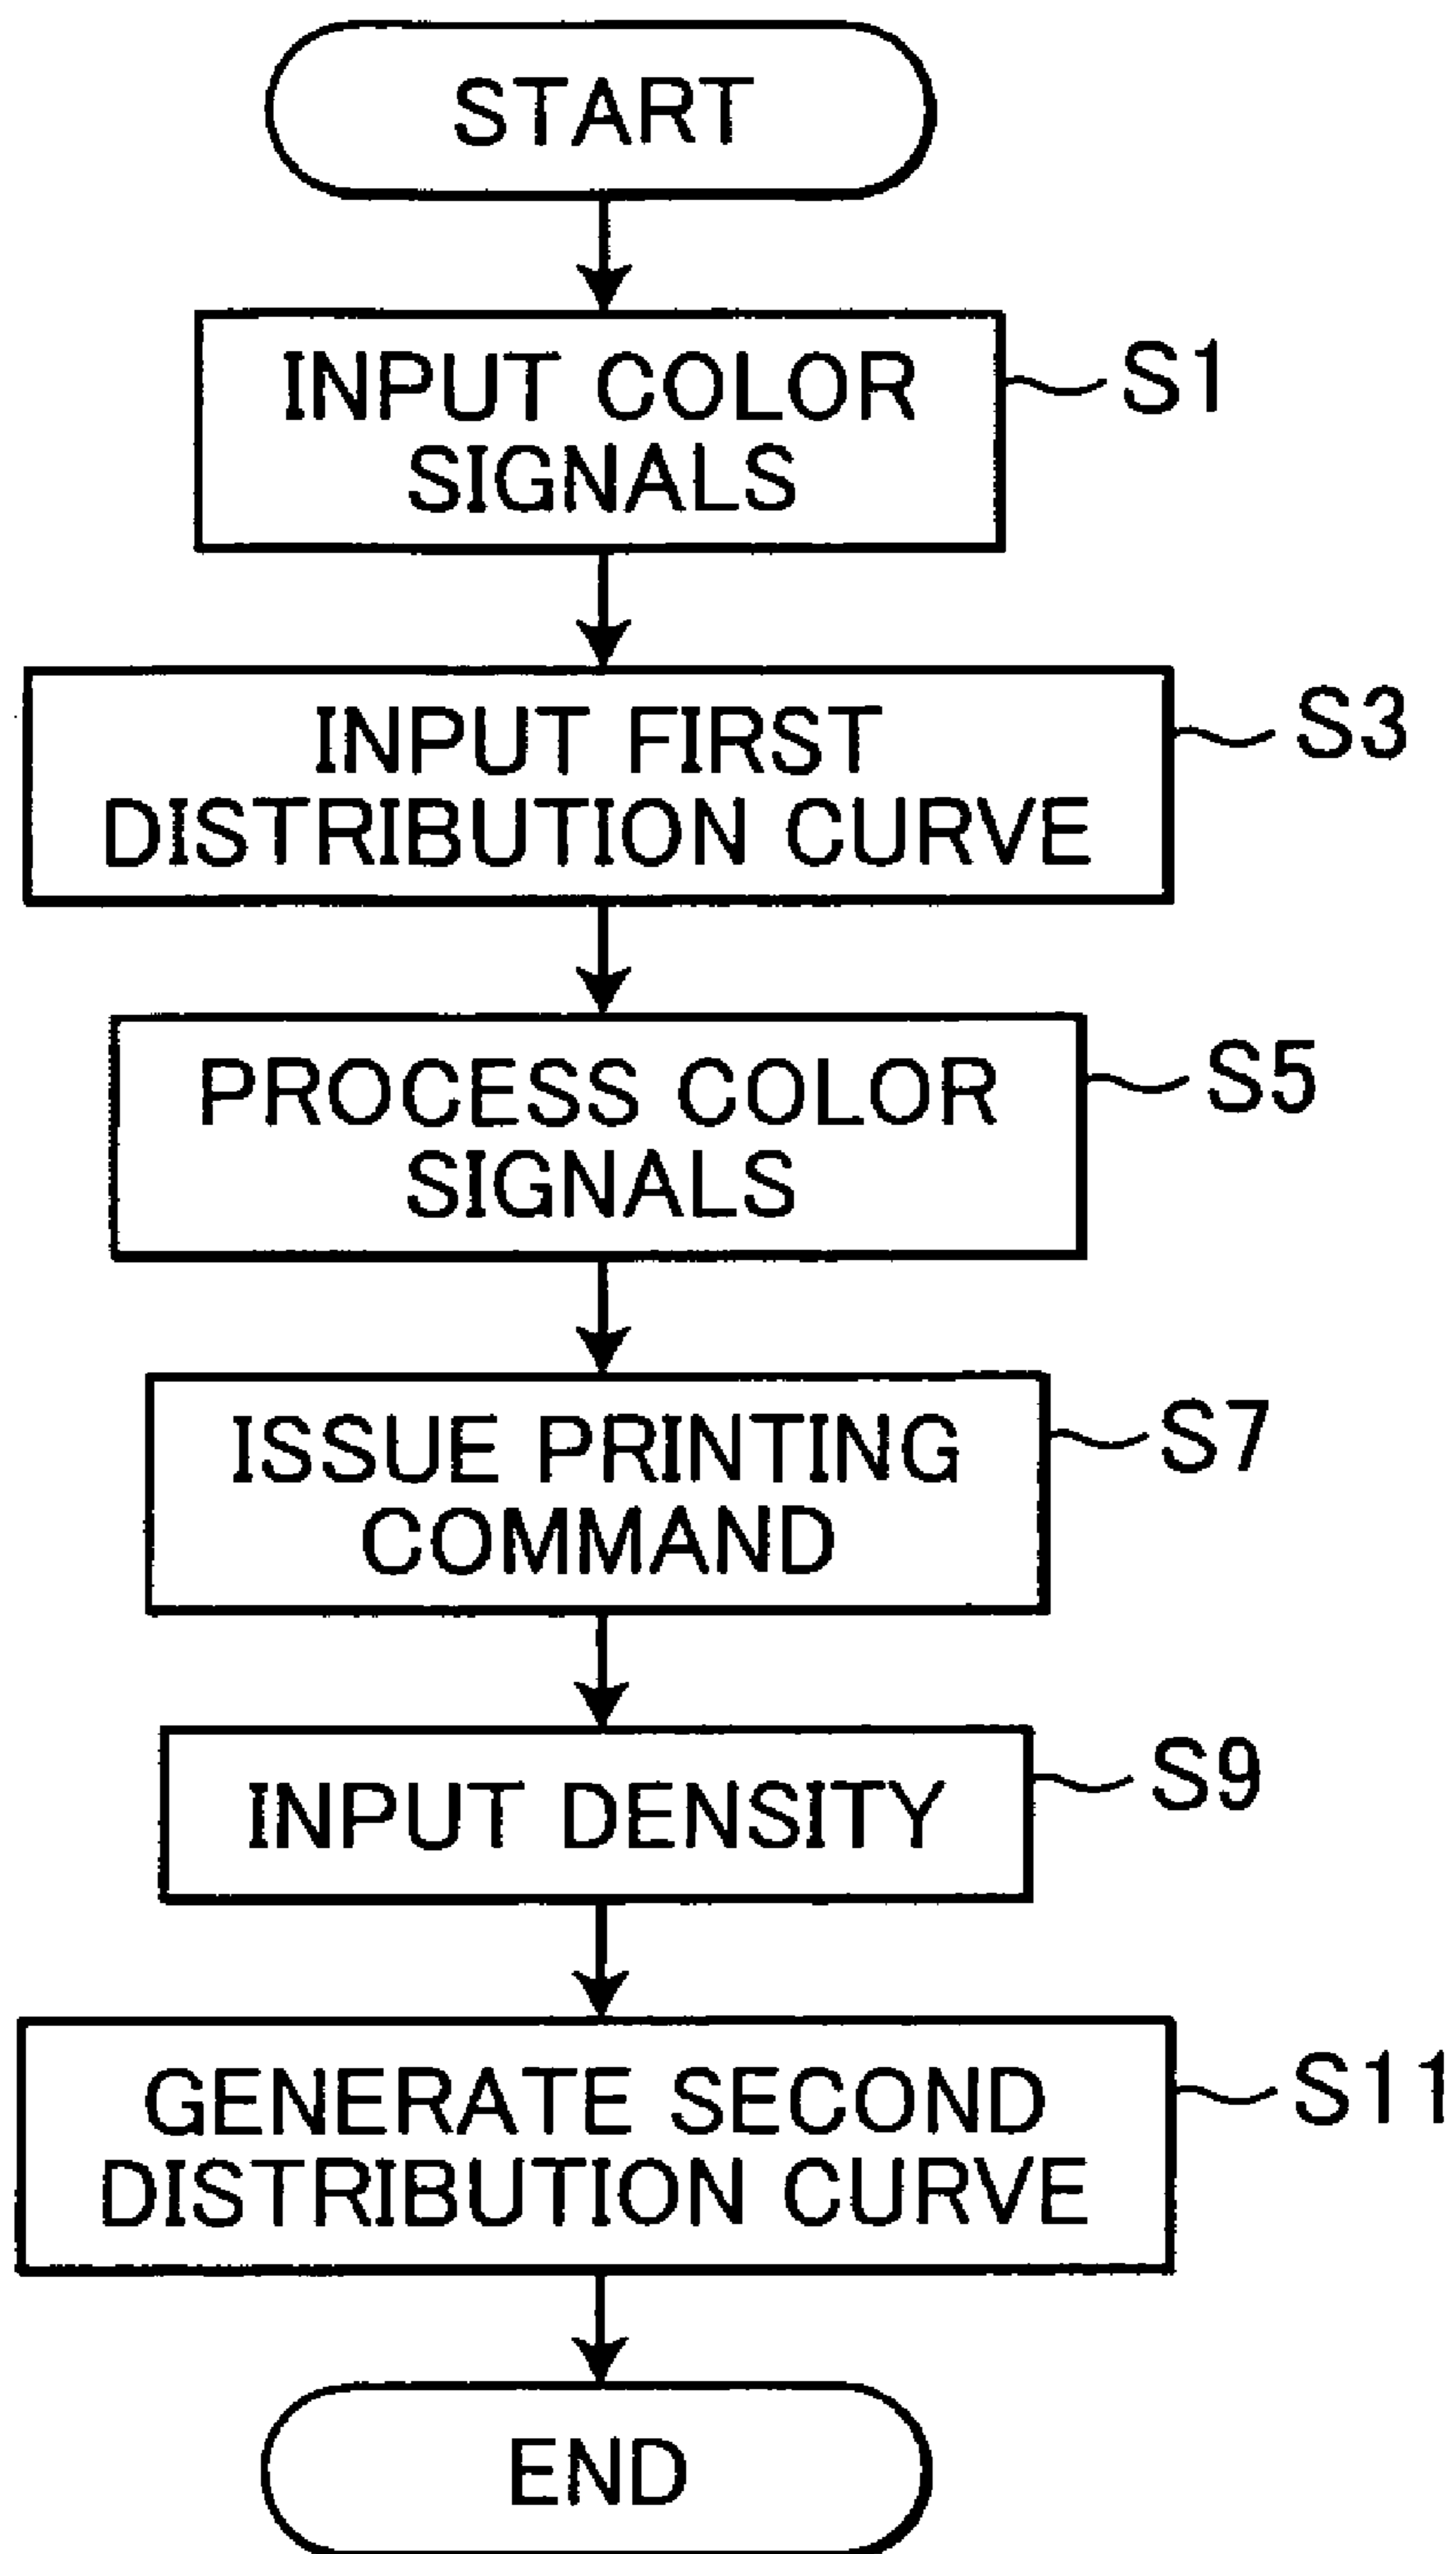 START
INPUT COLOR
SIGNALS
S1
INPUT FIRST
DISTRIBUTION CURVE
S3
PROCESS COLOR
SIGNALS
S5
ISSUE PRINTING
COMMAND
S7
INPUT DENSITY
S9
GENERATE SECOND
DISTRIBUTION CURVE
S11
END